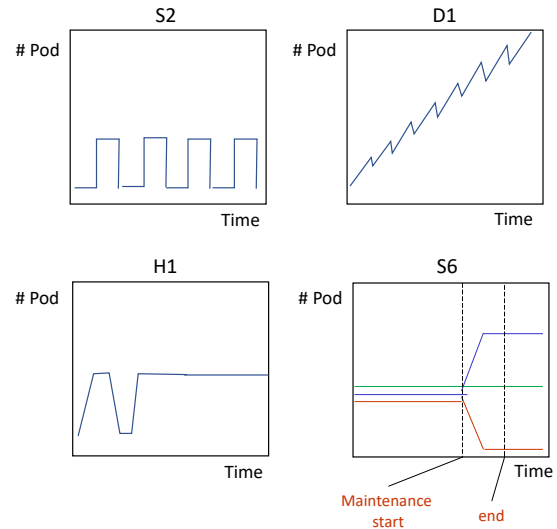 S2
# Pod
Time
D1
# Pod
Time
H1
# Pod
Time
S6
# Pod
Time
Maintenance
start
end